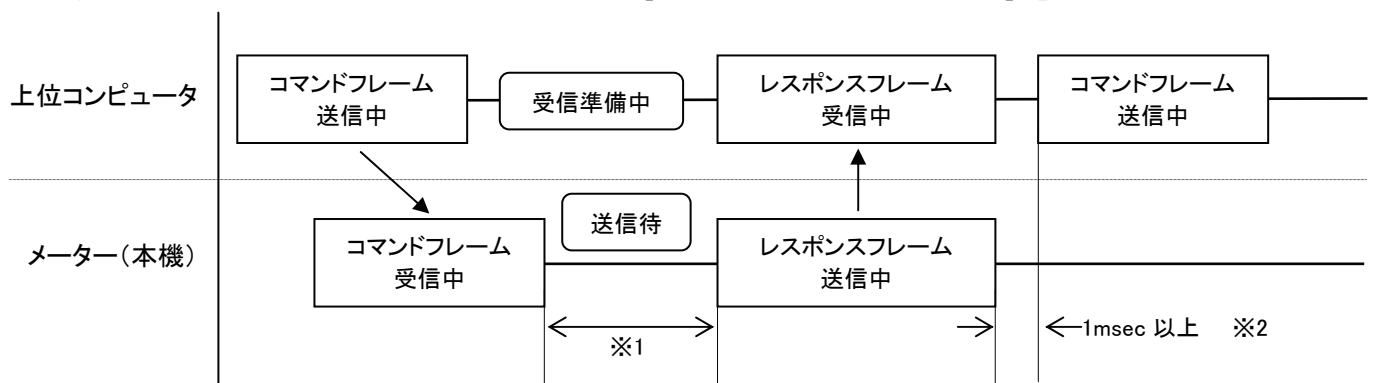 上位コンピュータ
コマンドフレーム
送信中
受信準備中
レスポンスフレーム
受信中
コマンドフレーム
送信中
メーター(本機)
コマンドフレーム
受信中
送信待
レスポンスフレーム
送信中
※1
1msec 以上 ※2